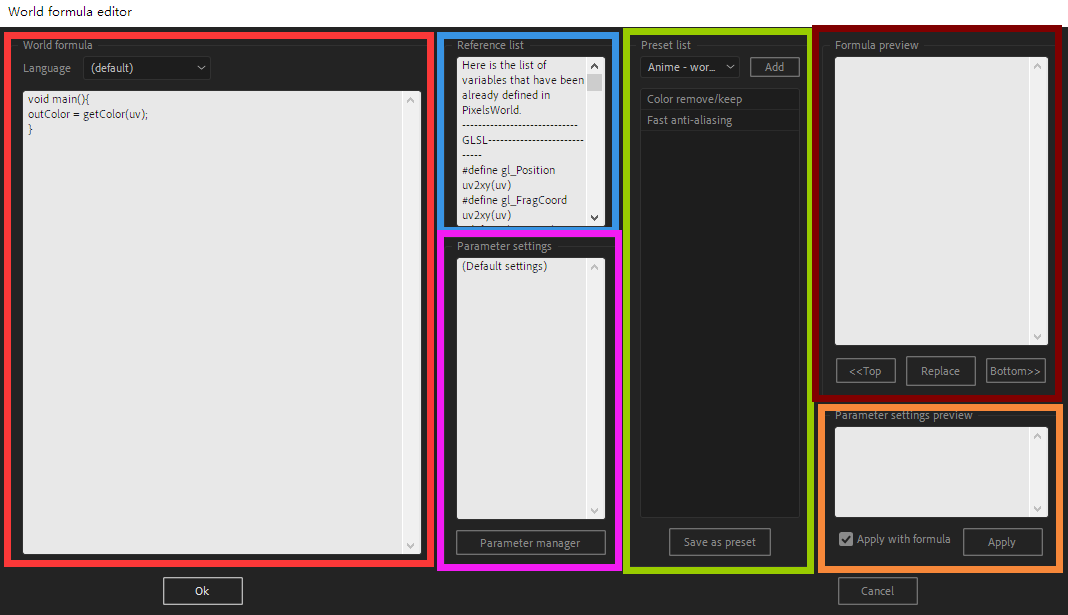 World formula editor
World formula
Language
(default)
void main(){
outColor = getColor(uv);
}
Reference list
Here is the list of
variables that have been
already defined in
PixelsWorld.
-----------------------------
GLSL------------------------
-----
#define gl_Position
uv2xy(uv)
#define gl_FragCoord
uv2xy(uv)
Parameter settings
(Default settings)
Parameter manager
Preset list
Anime - wor...
Add
Color remove/keep
Fast anti-aliasing
Save as preset
Formula preview
<<Top
Replace
Bottom>>
Parameter settings preview
Apply with formula
Apply
Ok
Cancel